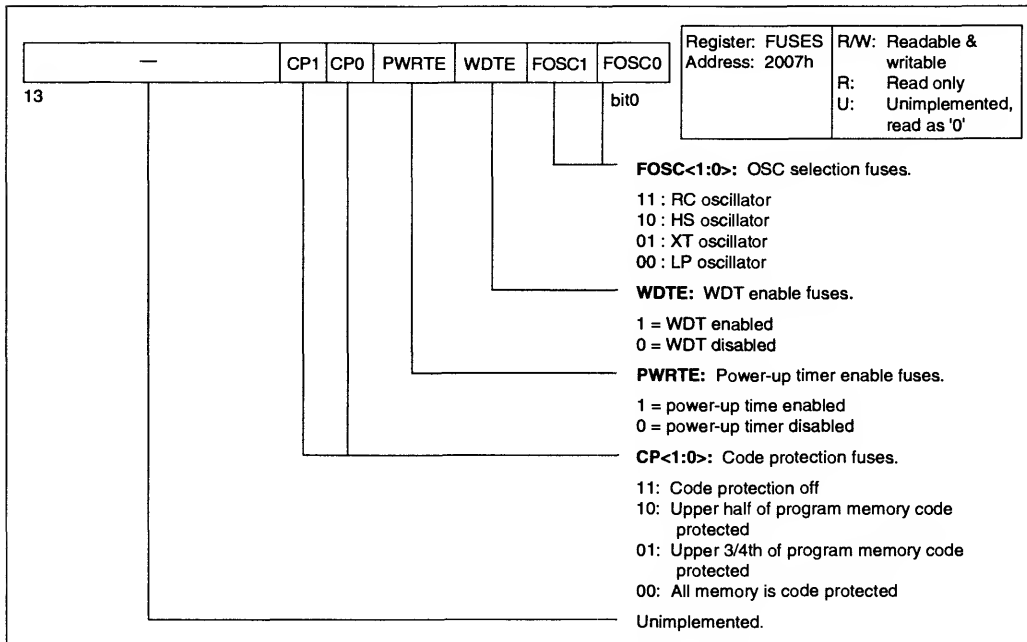 — CP1 CP0 PWRTE WDTE FOSC1 FOSC0
13 bit0
Register: FUSES
Address: 2007h
R/W: Readable &
writable
R: Read only
U: Unimplemented,
read as '0'
FOSC<1:0>: OSC selection fuses.
11 : RC oscillator
10 : HS oscillator
01 : XT oscillator
00 : LP oscillator
WDTE: WDT enable fuses.
1 = WDT enabled
0 = WDT disabled
PWRTE: Power-up timer enable fuses.
1 = power-up time enabled
0 = power-up timer disabled
CP<1:0>: Code protection fuses.
11: Code protection off
10: Upper half of program memory code
protected
01: Upper 3/4th of program memory code
protected
00: All memory is code protected
Unimplemented.